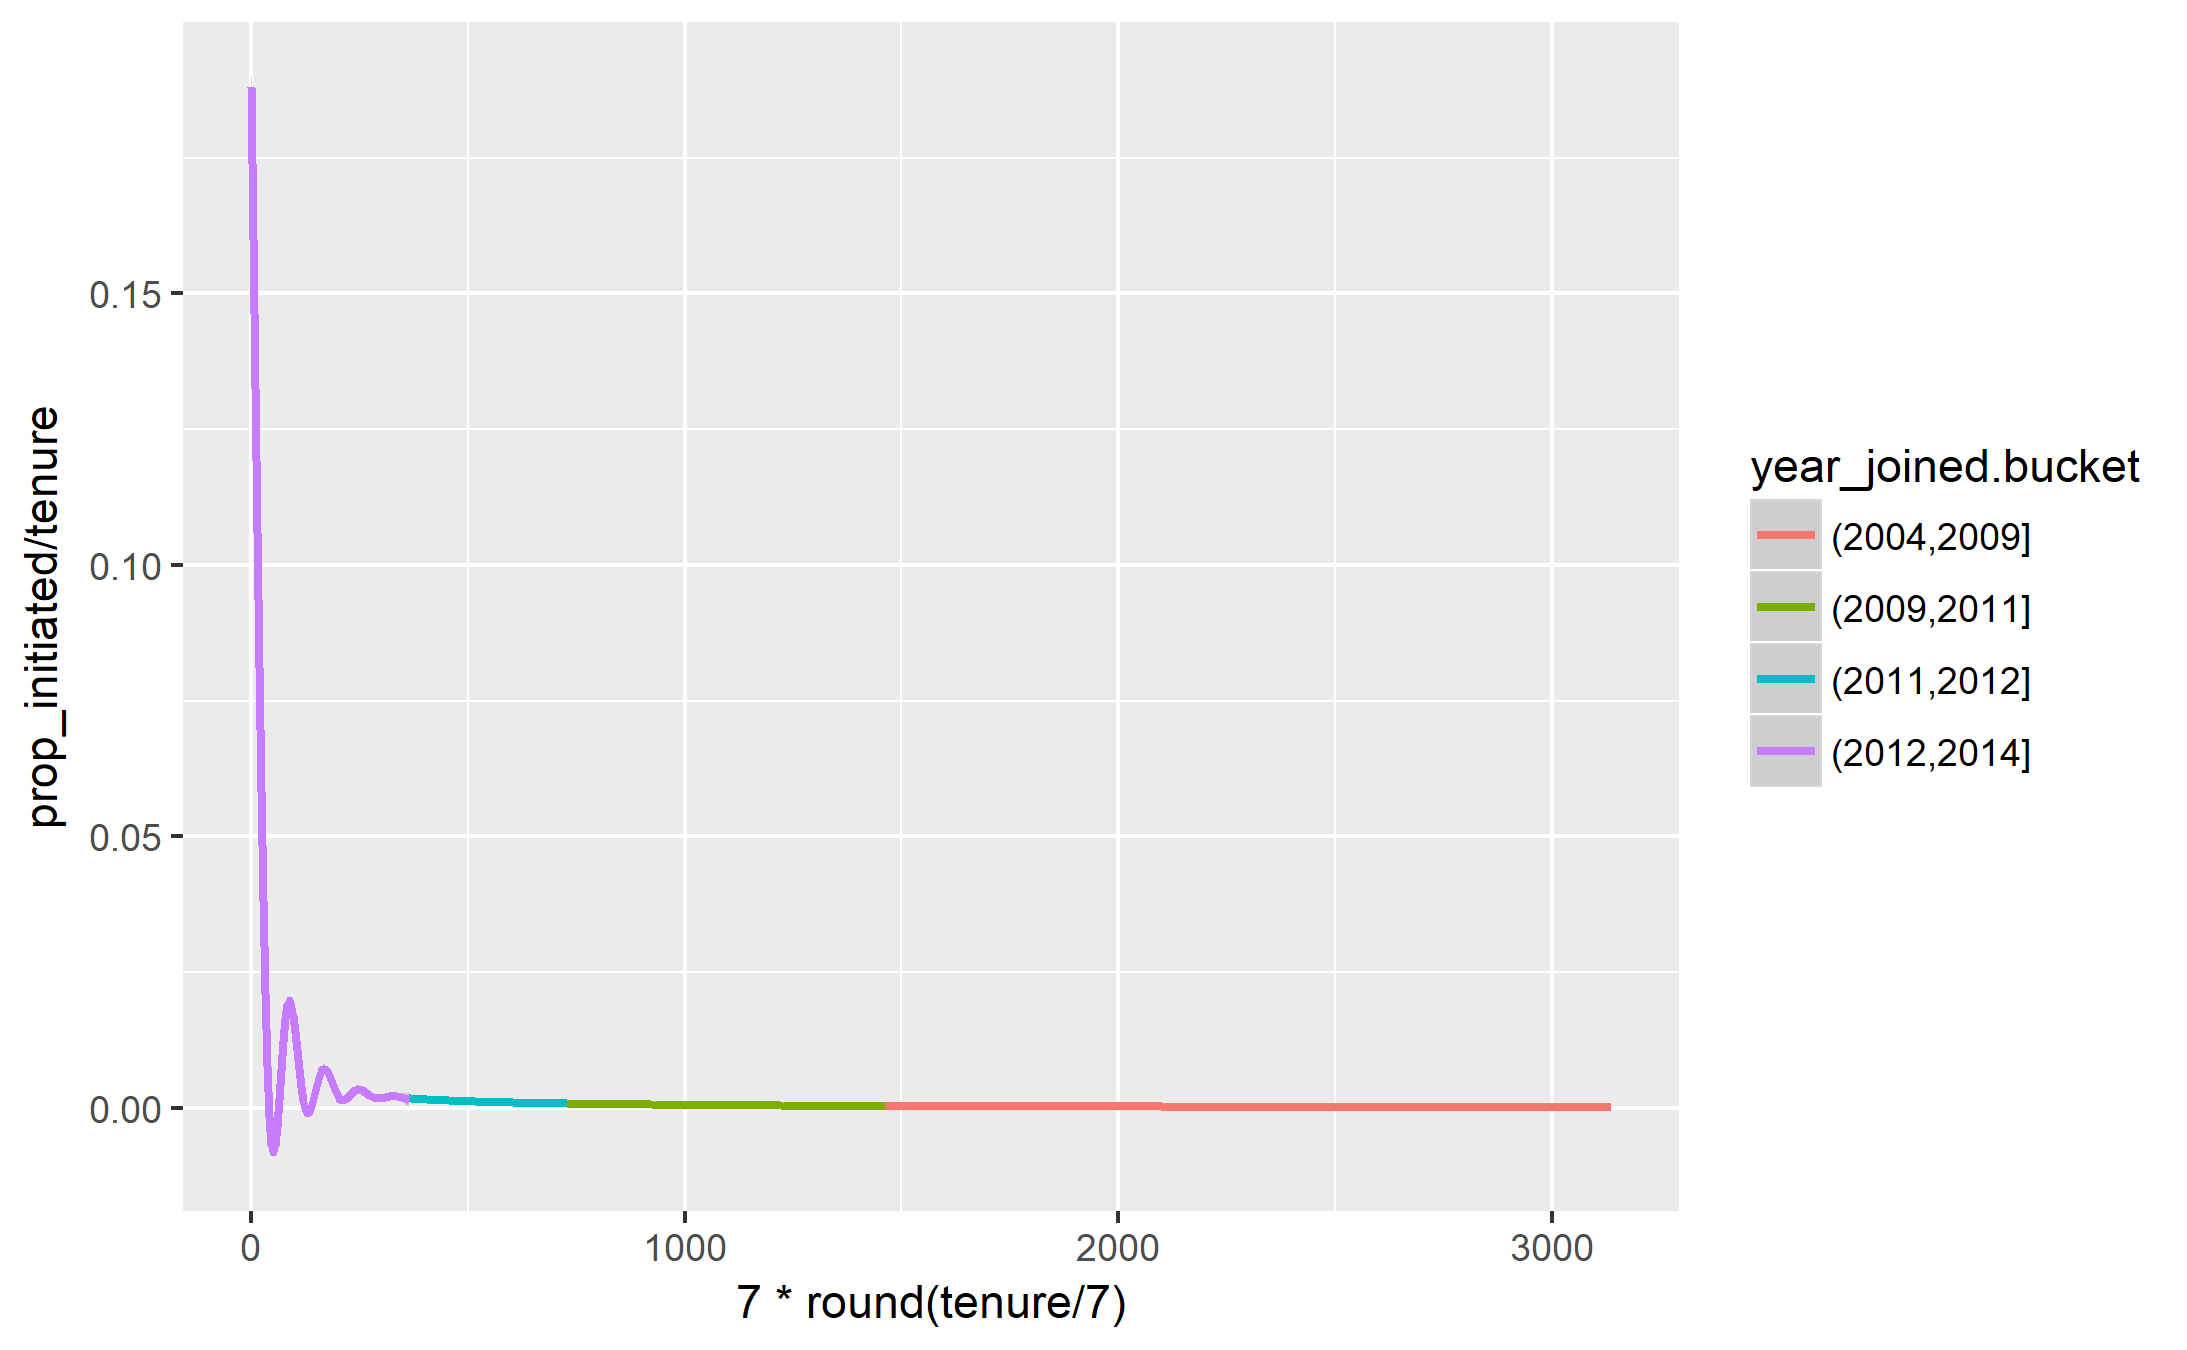 prop_initiated/tenure
0.15
0.10
0.05
0.00
0 1000 2000 3000
7 * round(tenure/7)
year_joined.bucket
(2004,2009]
(2009,2011]
(2011,2012]
(2012,2014]